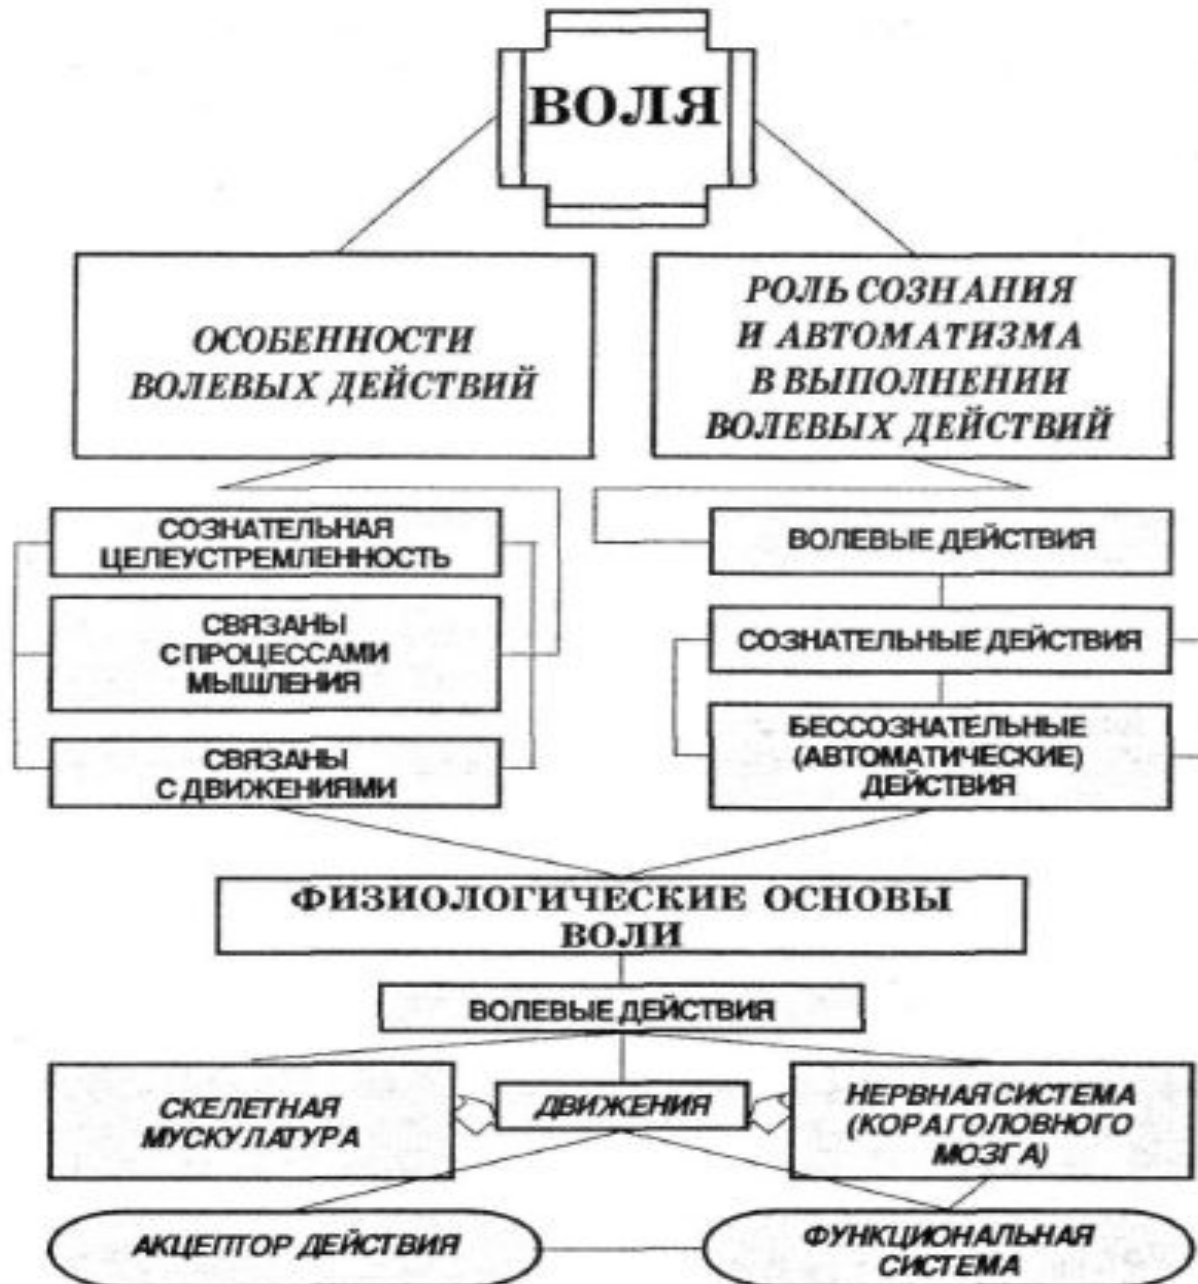 ВОЛЯ
ОСОБЕННОСТИ
ВОЛЕВЫХ ДЕЙСТВИЙ
РОЛЬ СОЗНАНИЯ
И АВТОМАТИЗМА
В ВЫПОЛНЕНИИ
ВОЛЕВЫХ ДЕЙСТВИЙ
СОЗНАТЕЛЬНАЯ
ЦЕЛЕУСТРЕМЛЕННОСТЬ
СВЯЗАНЫ
С ПРОЦЕССАМИ
МЫШЛЕНИЯ
СВЯЗАНЫ
С ДВИЖЕНИЯМИ
ВОЛЕВЫЕ ДЕЙСТВИЯ
СОЗНАТЕЛЬНЫЕ ДЕЙСТВИЯ
БЕССОЗНАТЕЛЬНЫЕ
(АВТОМАТИЧЕСКИЕ)
ДЕЙСТВИЯ
ФИЗИОЛОГИЧЕСКИЕ ОСНОВЫ
ВОЛИ
ВОЛЕВЫЕ ДЕЙСТВИЯ
СКЕЛЕТНАЯ
МУСКУЛАТУРА
ДВИЖЕНИЯ
НЕРВНАЯ СИСТЕМА
(КОРА ГОЛОВНОГО
МОЗГА)
АКЦЕПТОР ДЕЙСТВИЯ
ФУНКЦИОНАЛЬНАЯ
СИСТЕМА